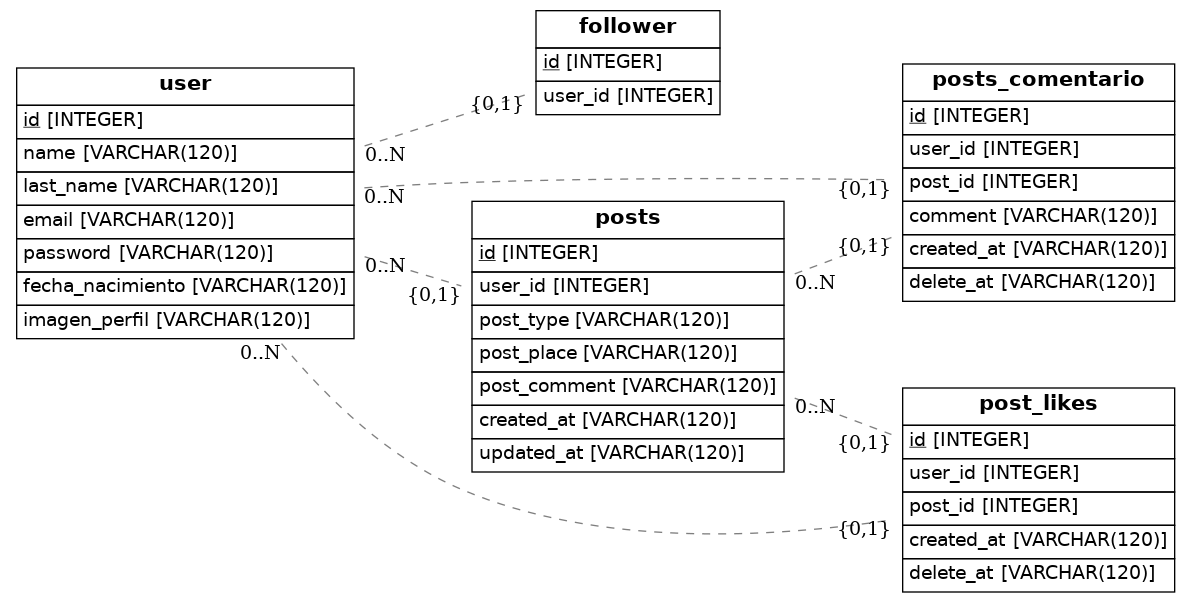 follower
id [INTEGER]
user_id [INTEGER]
user
id [INTEGER]
name [VARCHAR(120)]
last_name [VARCHAR(120)]
email [VARCHAR(120)]
password [VARCHAR(120)]
fecha_nacimiento [VARCHAR(120)]
imagen_perfil [VARCHAR(120)]
posts_comentario
id [INTEGER]
user_id [INTEGER]
post_id [INTEGER]
comment [VARCHAR(120)]
created_at [VARCHAR(120)]
delete_at [VARCHAR(120)]
posts
id [INTEGER]
user_id [INTEGER]
post_type [VARCHAR(120)]
post_place [VARCHAR(120)]
post_comment [VARCHAR(120)]
created_at [VARCHAR(120)]
updated_at [VARCHAR(120)]
post_likes
id [INTEGER]
user_id [INTEGER]
post_id [INTEGER]
created_at [VARCHAR(120)]
delete_at [VARCHAR(120)]
{0,1}
0..N
{0,1}
0..N
{0,1}
0..N
{0,1}
0..N
{0,1}
0..N
{0,1}
0..N